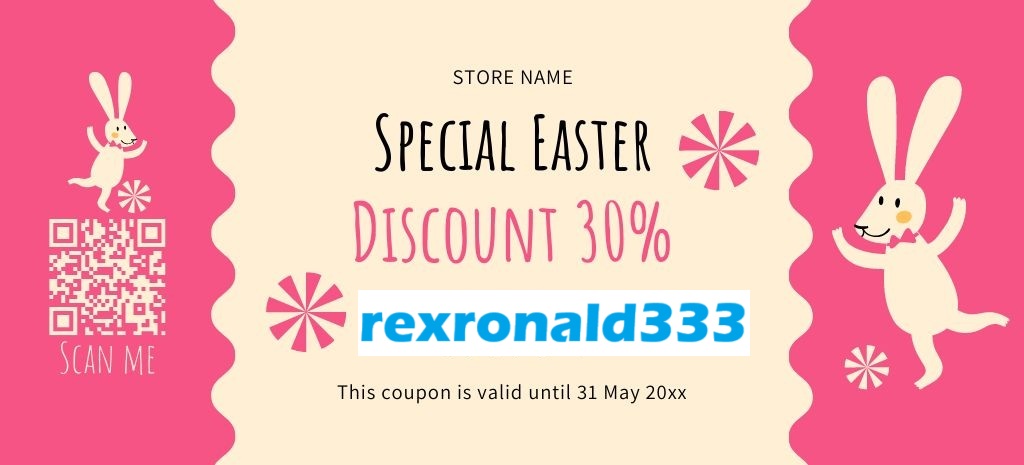 STORE NAME
Special Easter
Discount 30%
rexronald333
This coupon is valid until 31 May 20xx
Scan me